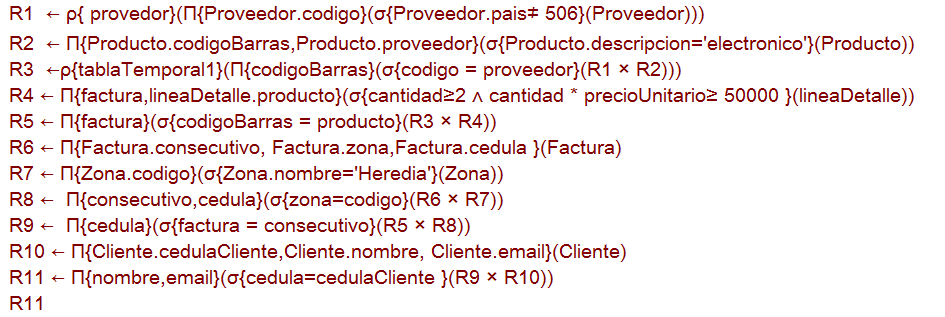 R1 ← ρ{ provedor}(Π{Proveedor.codigo}(σ{Proveedor.pais≠ 506}(Proveedor)))
R2 ← Π{Producto.codigoBarras,Producto.proveedor}(σ{Producto.descripcion='electronico'}(Producto))
R3 ←ρ{tablaTemporal1}(Π{codigoBarras}(σ{codigo = proveedor}(R1 × R2)))
R4 ← Π{factura,lineaDetalle.producto}(σ{cantidad≥2 ∧ cantidad * precioUnitario≥ 50000 }(lineaDetalle))
R5 ← Π{factura}(σ{codigoBarras = producto}(R3 × R4))
R6 ← Π{Factura.consecutivo, Factura.zona,Factura.cedula }(Factura)
R7 ← Π{Zona.codigo}(σ{Zona.nombre='Heredia'}(Zona))
R8 ← Π{consecutivo,cedula}(σ{zona=codigo}(R6 × R7))
R9 ← Π{cedula}(σ{factura = consecutivo}(R5 × R8))
R10 ← Π{Cliente.cedulaCliente,Cliente.nombre, Cliente.email}(Cliente)
R11 ← Π{nombre,email}(σ{cedula=cedulaCliente }(R9 × R10))
R11